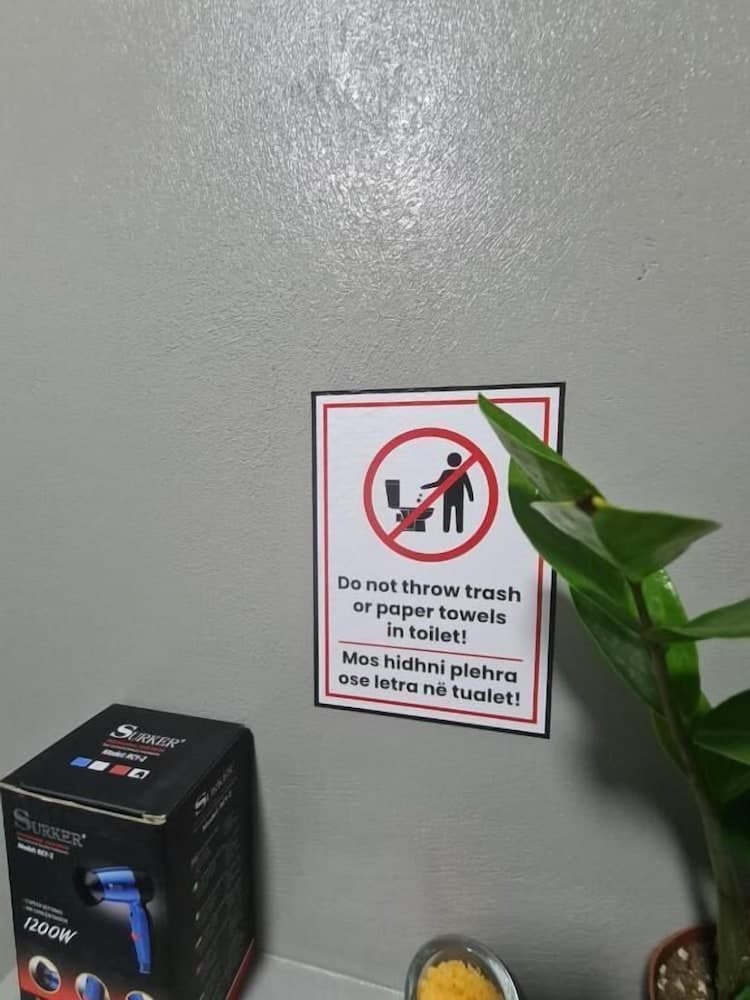 Do not throw trash
or paper towels
in toilet!
Mos hidhni plehra
ose letra në tualet!
SURKER
SURKER
1200W